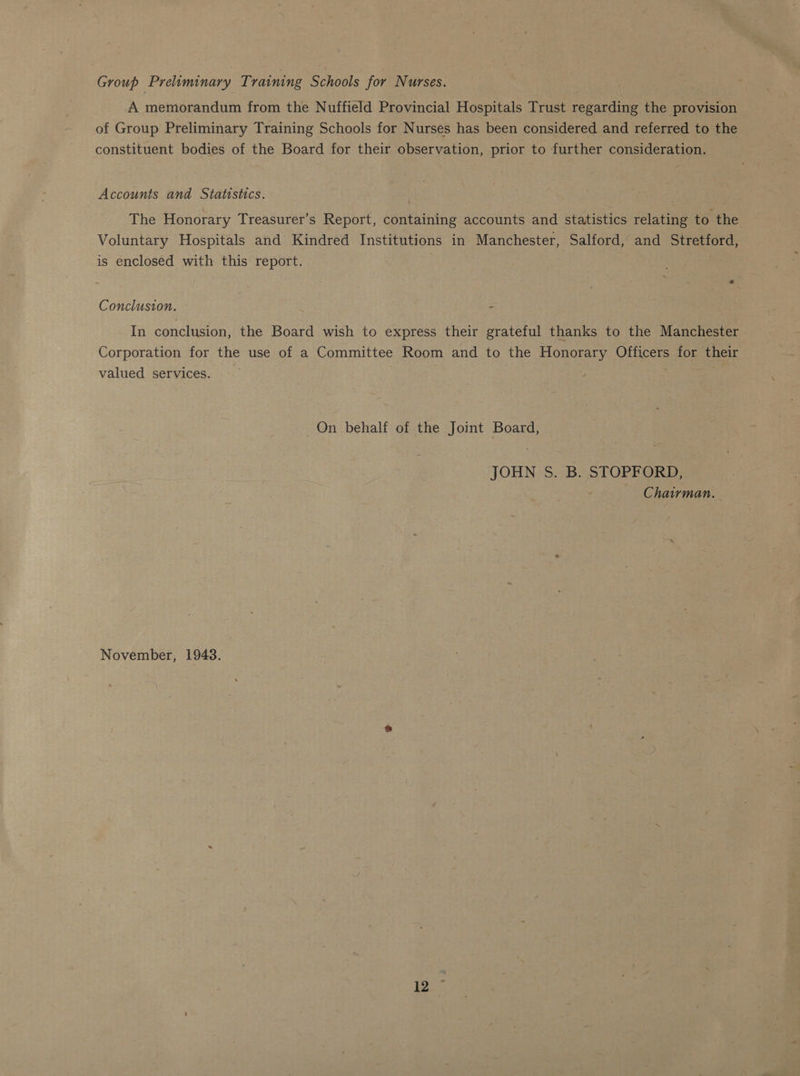 Group Preliminary Training Schools for Nurses.
A memorandum from the Nuffield Provincial Hospitals Trust regarding the provision
of Group Preliminary Training Schools for Nurses has been considered and referred to the
constituent bodies of the Board for their observation, prior to further consideration.
Accounts and Statistics.
The Honorary Treasurer's Report, containing accounts and statistics relating to the
Voluntary Hospitals and Kindred Institutions in Manchester, Salford, and Stretford,
is enclosed with this report.
Conclusion.
In conclusion, the Board wish to express their grateful thanks to the Manchester
Corporation for the use of a Committee Room and to the Honorary Officers for their
valued services.
On behalf of the Joint Board,
JOHN S. B. STOPFORD,
Chairman.
November, 1943.
12